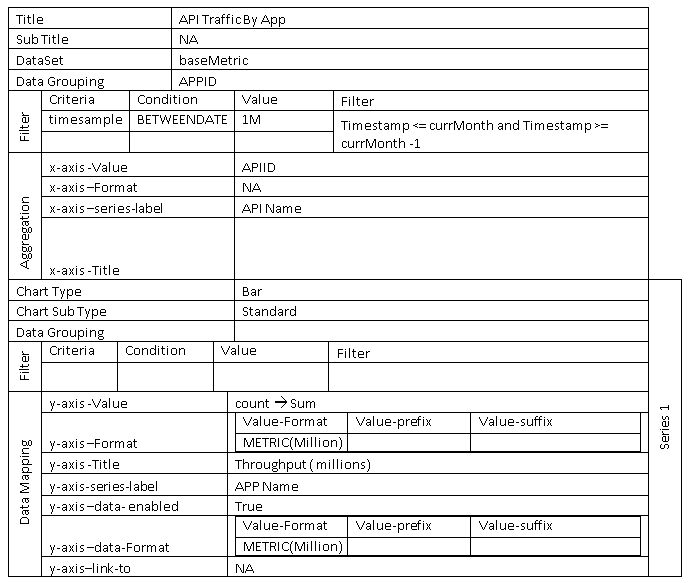 Title API Traffic By App
Sub Title NA
DataSet baseMetric
Data Grouping APPID
Filter
Criteria Condition Value Filter
timesample BETWEENDATE 1M Timestamp <= currMonth and Timestamp >=
currMonth -1
Aggregation
x-axis -Value APIID
x-axis –Format NA
x-axis –series-label API Name
x-axis -Title
Chart Type Bar
Chart Sub Type Standard
Data Grouping
Series 1
Filter
Criteria Condition Value Filter
Data Mapping
y-axis -Value count → Sum
Value-Format Value-prefix Value-suffix
y-axis –Format METRIC(Million)
y-axis -Title Throughput ( millions)
y-axis-series-label APP Name
y-axis –data- enabled True
Value-Format Value-prefix Value-suffix
y-axis –data-Format METRIC(Million)
y-axis–link-to NA